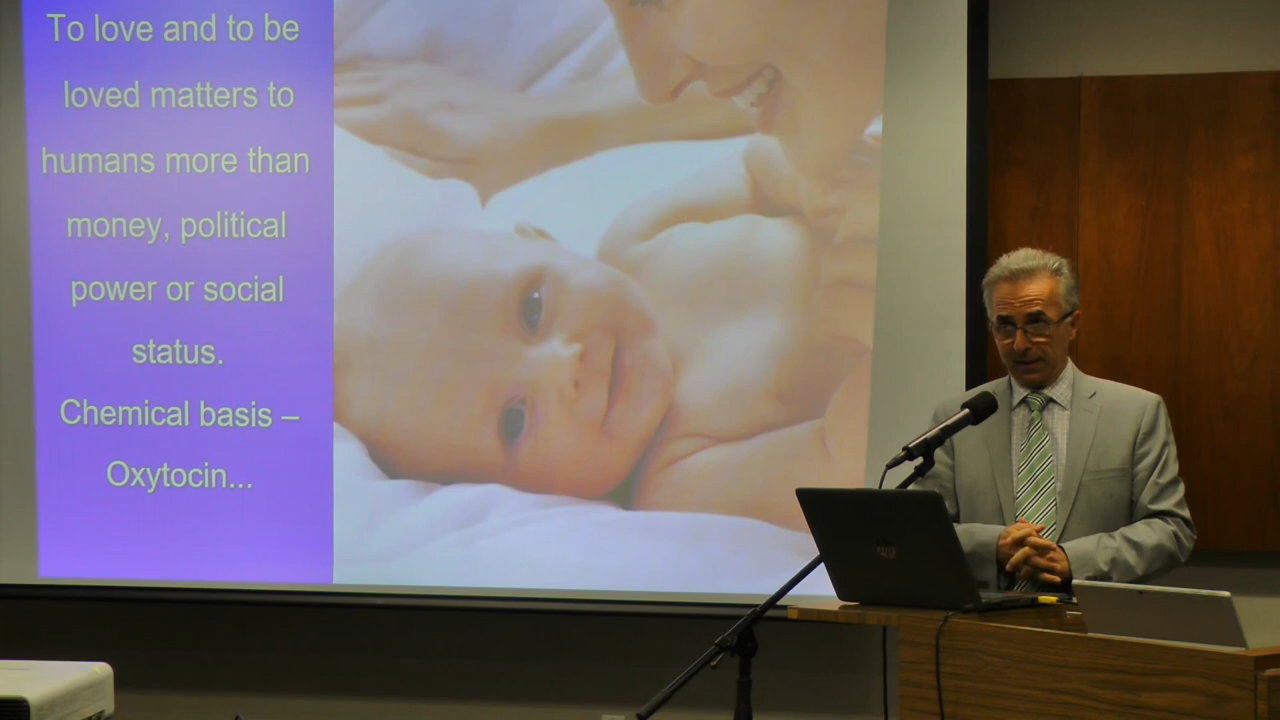 To love and to be
loved matters to
humans more than
money, political
power or social
status.
Chemical basis –
Oxytocin...